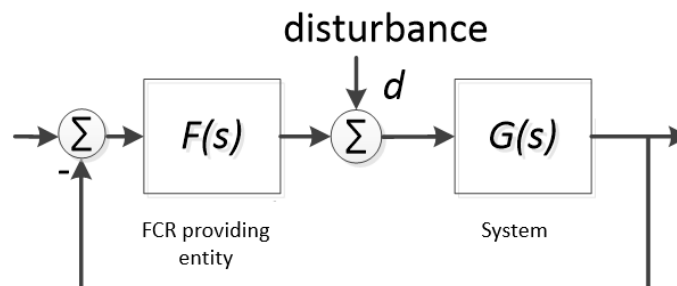 disturbance
d
Σ
F(s)
Σ
G(s)
-
FCR providing
entity
System